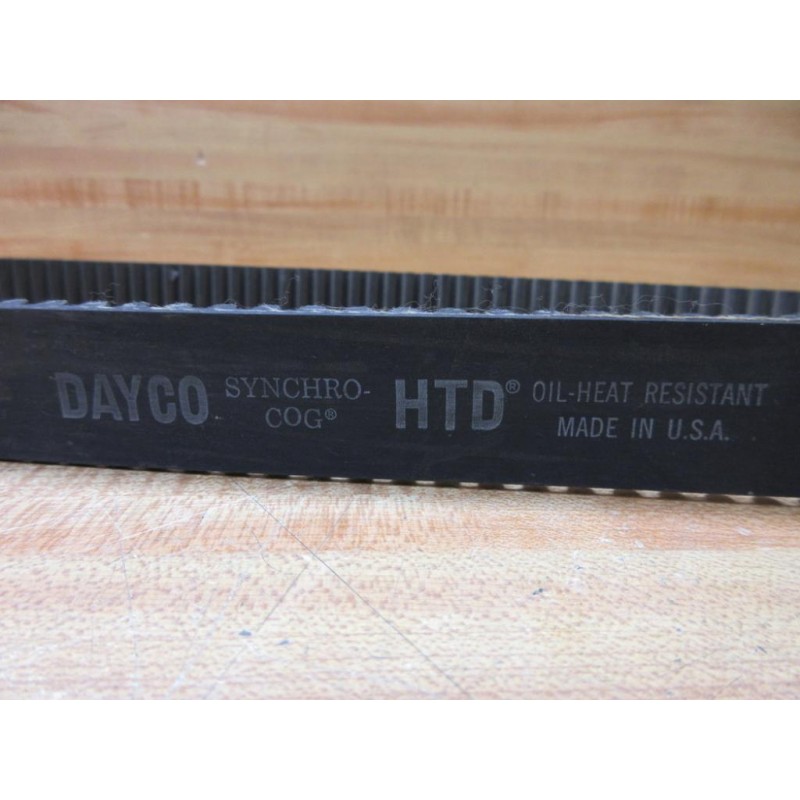 DAYCO SYNCHRO-
COG® HTD® OIL-HEAT RESISTANT
MADE IN U.S.A.